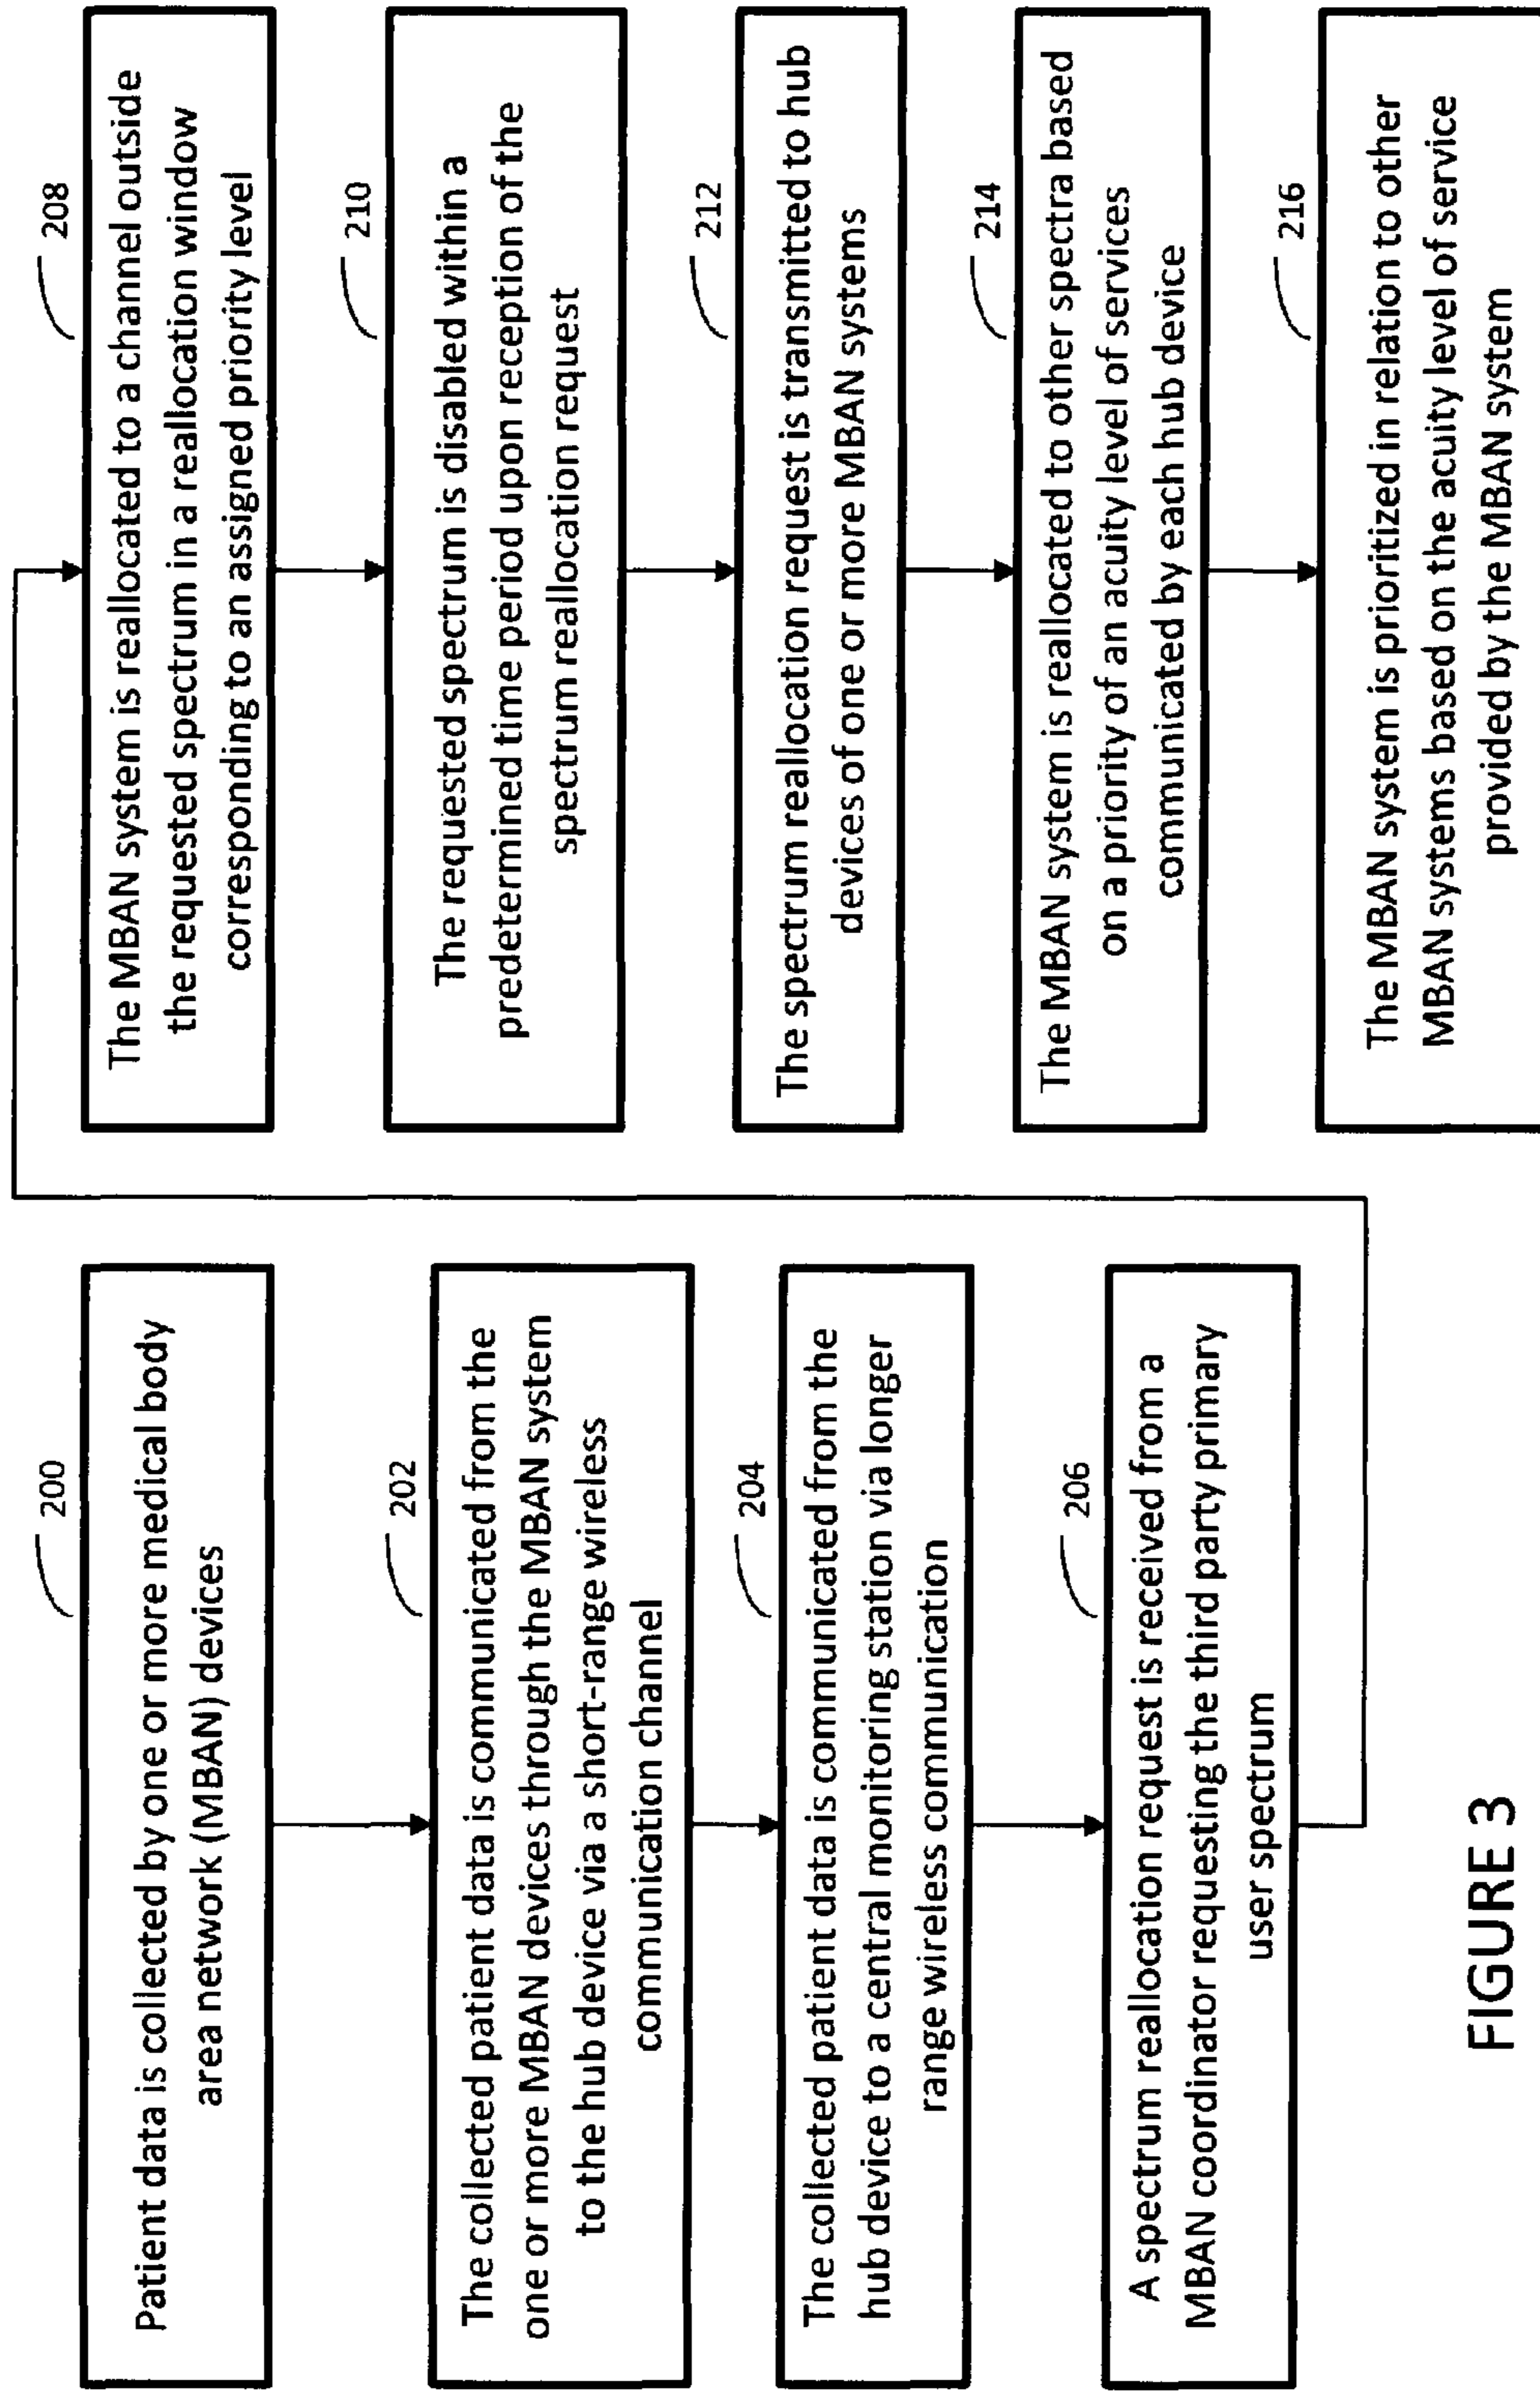 200
Patient data is collected by one or more medical body
area network (MBAN) devices
202
The collected patient data is communicated from the
one or more MBAN devices through the MBAN system
to the hub device via a short-range wireless
communication channel
204
The collected patient data is communicated from the
hub device to a central monitoring station via longer
range wireless communication
206
A spectrum reallocation request is received from a
MBAN coordinator requesting the third party primary
user spectrum
208
The MBAN system is reallocated to a channel outside
the requested spectrum in a reallocation window
corresponding to an assigned priority level
210
The requested spectrum is disabled within a
predetermined time period upon reception of the
spectrum reallocation request
212
The spectrum reallocation request is transmitted to hub
devices of one or more MBAN systems
214
The MBAN system is reallocated to other spectra based
on a priority of an acuity level of services
communicated by each hub device
216
The MBAN system is prioritized in relation to other
MBAN systems based on the acuity level of service
provided by the MBAN system
FIGURE 3